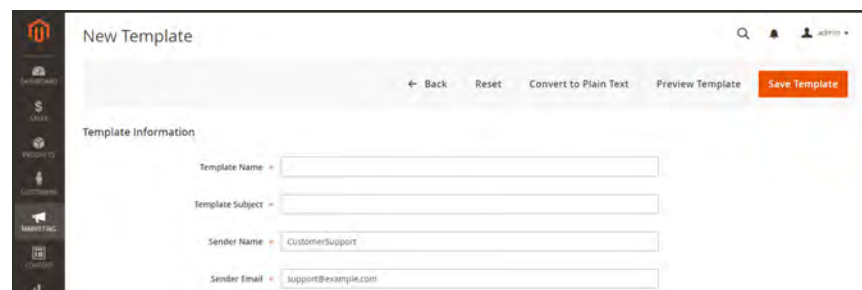 New Template
admin
DASHBOARD
← Back Reset Convert to Plain Text Preview Template Save Template
SALES
Template Information
PRODUCTS
Template Name *
CUSTOMERS
Template Subject *
MARKETING
Sender Name * CustomerSupport
CONTENT
Sender Email * support@example.com